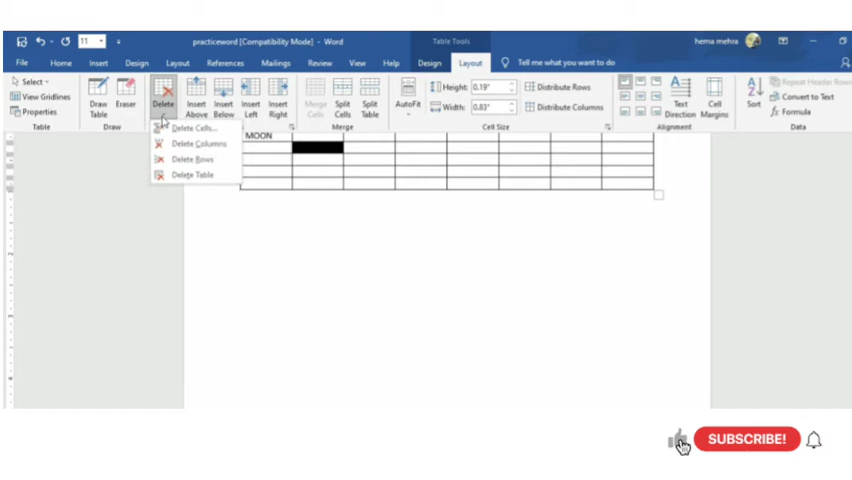 11
practiceword [Compatibility Mode] - Word
Table Tools
hema mehra
File
Home
Insert
Design
Layout
References
Mailings
Review
View
Help
Design
Layout
Tell me what you want to do
Select
View Gridlines
Properties
Table
Draw Table
Eraser
Draw
Delete
Insert Above
Insert Below
Insert Left
Insert Right
Merge Cells
Split Cells
Split Table
Merge
AutoFit
Height: 0.19"
Width: 0.83"
Distribute Rows
Distribute Columns
Cell Size
Text Direction
Cell Margins
Alignment
Sort
Repeat Header Row
Convert to Text
Formula
Data
Delete Cells...
Delete Columns
Delete Rows
Delete Table
MOON
SUBSCRIBE!